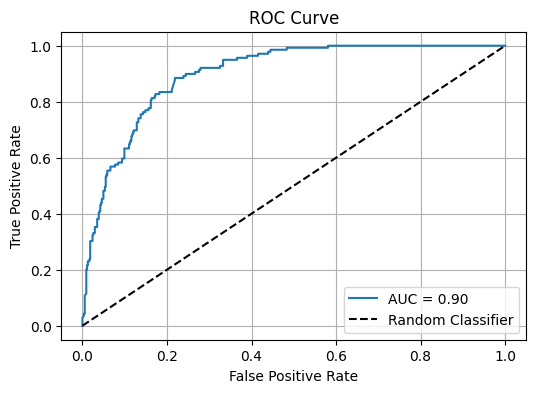 ROC Curve
True Positive Rate
1.0
0.8
0.6
0.4
0.2
0.0
AUC = 0.90
Random Classifier
0.0 0.2 0.4 0.6 0.8 1.0
False Positive Rate